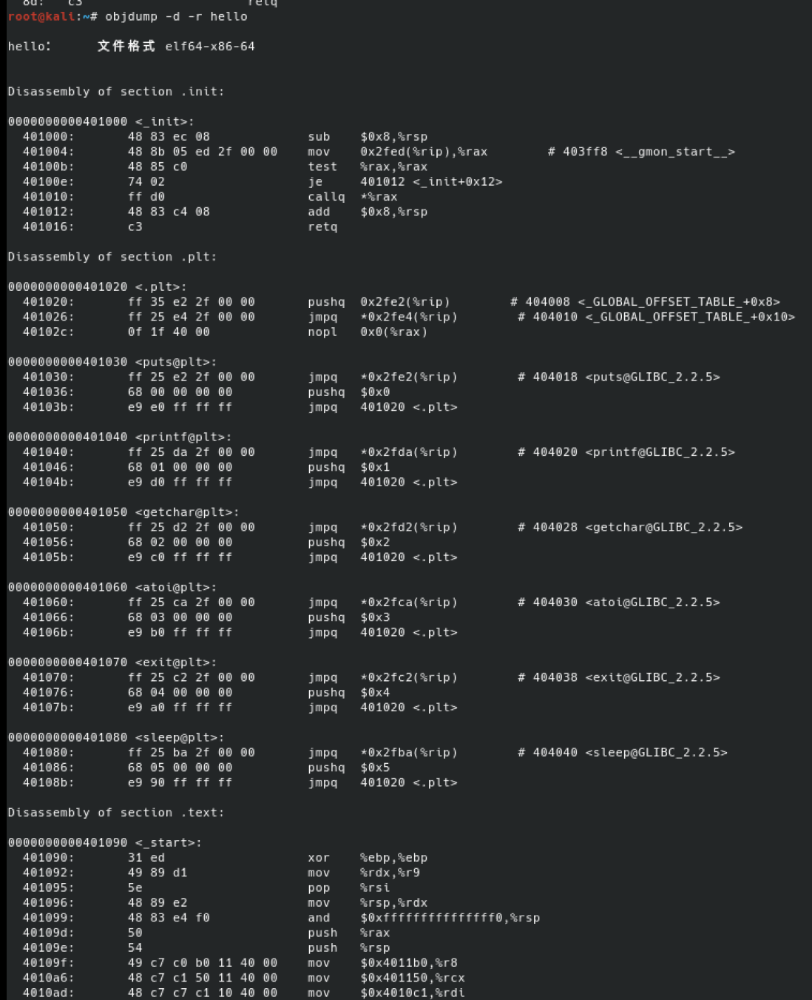 8d:   c3                      retq
root@kali:~# objdump -d -r hello
hello:      文件格式 elf64-x86-64
Disassembly of section .init:
0000000000401000 <_init>:
  401000:       48 83 ec 08             sub    $0x8,%rsp
  401004:       48 8b 05 ed 2f 00 00    mov    0x2fed(%rip),%rax        # 403ff8 <__gmon_start__>
  40100b:       48 85 c0                test   %rax,%rax
  40100e:       74 02                   je     401012 <_init+0x12>
  401010:       ff d0                   callq  *%rax
  401012:       48 83 c4 08             add    $0x8,%rsp
  401016:       c3                      retq
Disassembly of section .plt:
0000000000401020 <.plt>:
  401020:       ff 35 e2 2f 00 00       pushq  0x2fe2(%rip)        # 404008 <_GLOBAL_OFFSET_TABLE_+0x8>
  401026:       ff 25 e4 2f 00 00       jmpq   *0x2fe4(%rip)        # 404010 <_GLOBAL_OFFSET_TABLE_+0x10>
  40102c:       0f 1f 40 00             nopl   0x0(%rax)
0000000000401030 <puts@plt>:
  401030:       ff 25 e2 2f 00 00       jmpq   *0x2fe2(%rip)        # 404018 <puts@GLIBC_2.2.5>
  401036:       68 00 00 00 00          pushq  $0x0
  40103b:       e9 e0 ff ff ff          jmpq   401020 <.plt>
0000000000401040 <printf@plt>:
  401040:       ff 25 da 2f 00 00       jmpq   *0x2fda(%rip)        # 404020 <printf@GLIBC_2.2.5>
  401046:       68 01 00 00 00          pushq  $0x1
  40104b:       e9 d0 ff ff ff          jmpq   401020 <.plt>
0000000000401050 <getchar@plt>:
  401050:       ff 25 d2 2f 00 00       jmpq   *0x2fd2(%rip)        # 404028 <getchar@GLIBC_2.2.5>
  401056:       68 02 00 00 00          pushq  $0x2
  40105b:       e9 c0 ff ff ff          jmpq   401020 <.plt>
0000000000401060 <atoi@plt>:
  401060:       ff 25 ca 2f 00 00       jmpq   *0x2fca(%rip)        # 404030 <atoi@GLIBC_2.2.5>
  401066:       68 03 00 00 00          pushq  $0x3
  40106b:       e9 b0 ff ff ff          jmpq   401020 <.plt>
0000000000401070 <exit@plt>:
  401070:       ff 25 c2 2f 00 00       jmpq   *0x2fc2(%rip)        # 404038 <exit@GLIBC_2.2.5>
  401076:       68 04 00 00 00          pushq  $0x4
  40107b:       e9 a0 ff ff ff          jmpq   401020 <.plt>
0000000000401080 <sleep@plt>:
  401080:       ff 25 ba 2f 00 00       jmpq   *0x2fba(%rip)        # 404040 <sleep@GLIBC_2.2.5>
  401086:       68 05 00 00 00          pushq  $0x5
  40108b:       e9 90 ff ff ff          jmpq   401020 <.plt>
Disassembly of section .text:
0000000000401090 <_start>:
  401090:       31 ed                   xor    %ebp,%ebp
  401092:       49 89 d1                mov    %rdx,%r9
  401095:       5e                      pop    %rsi
  401096:       48 89 e2                mov    %rsp,%rdx
  401099:       48 83 e4 f0             and    $0xfffffffffffffff0,%rsp
  40109d:       50                      push   %rax
  40109e:       54                      push   %rsp
  40109f:       49 c7 c0 b0 11 40 00    mov    $0x4011b0,%r8
  4010a6:       48 c7 c1 50 11 40 00    mov    $0x401150,%rcx
  4010ad:       48 c7 c7 c1 10 40 00    mov    $0x4010c1,%rdi